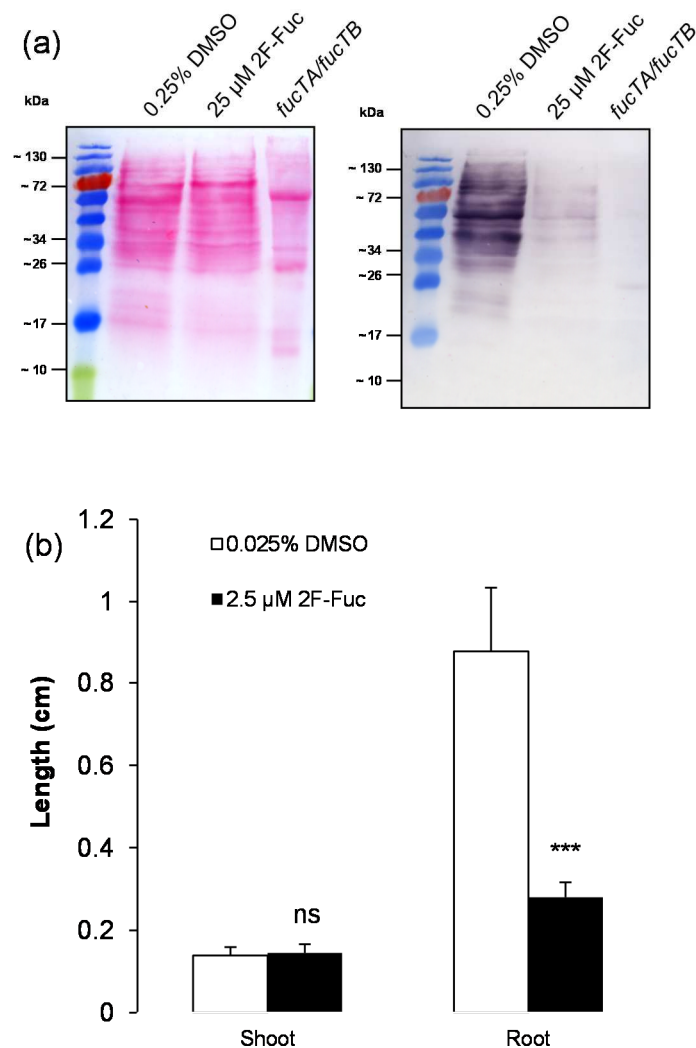 (a)
kDa
0.25% DMSO
25 µM 2F-Fuc
fucTA/fucTB
~ 130
~ 72
~34
~ 26
~17
~ 10
kDa
0.25% DMSO
25 µM 2F-Fuc
fucTA/fucTB
~ 130
~ 72
~ 34
~ 26
~ 17
~ 10
(b)
0.025% DMSO
2.5 µM 2F-Fuc
Length (cm)
1.2
1
0.8
0.6
0.4
0.2
0
ns
***
Shoot
Root